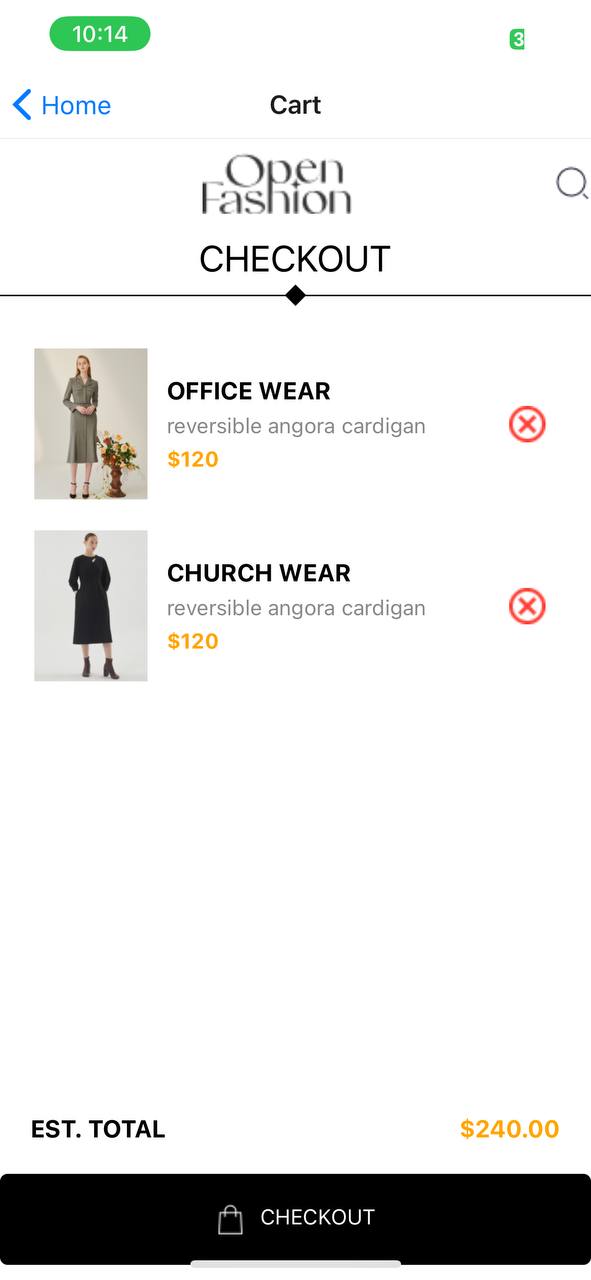 10:14
3
Home
Cart
Open
Fashion
CHECKOUT
OFFICE WEAR
reversible angora cardigan
$120
CHURCH WEAR
reversible angora cardigan
$120
EST. TOTAL
$240.00
CHECKOUT